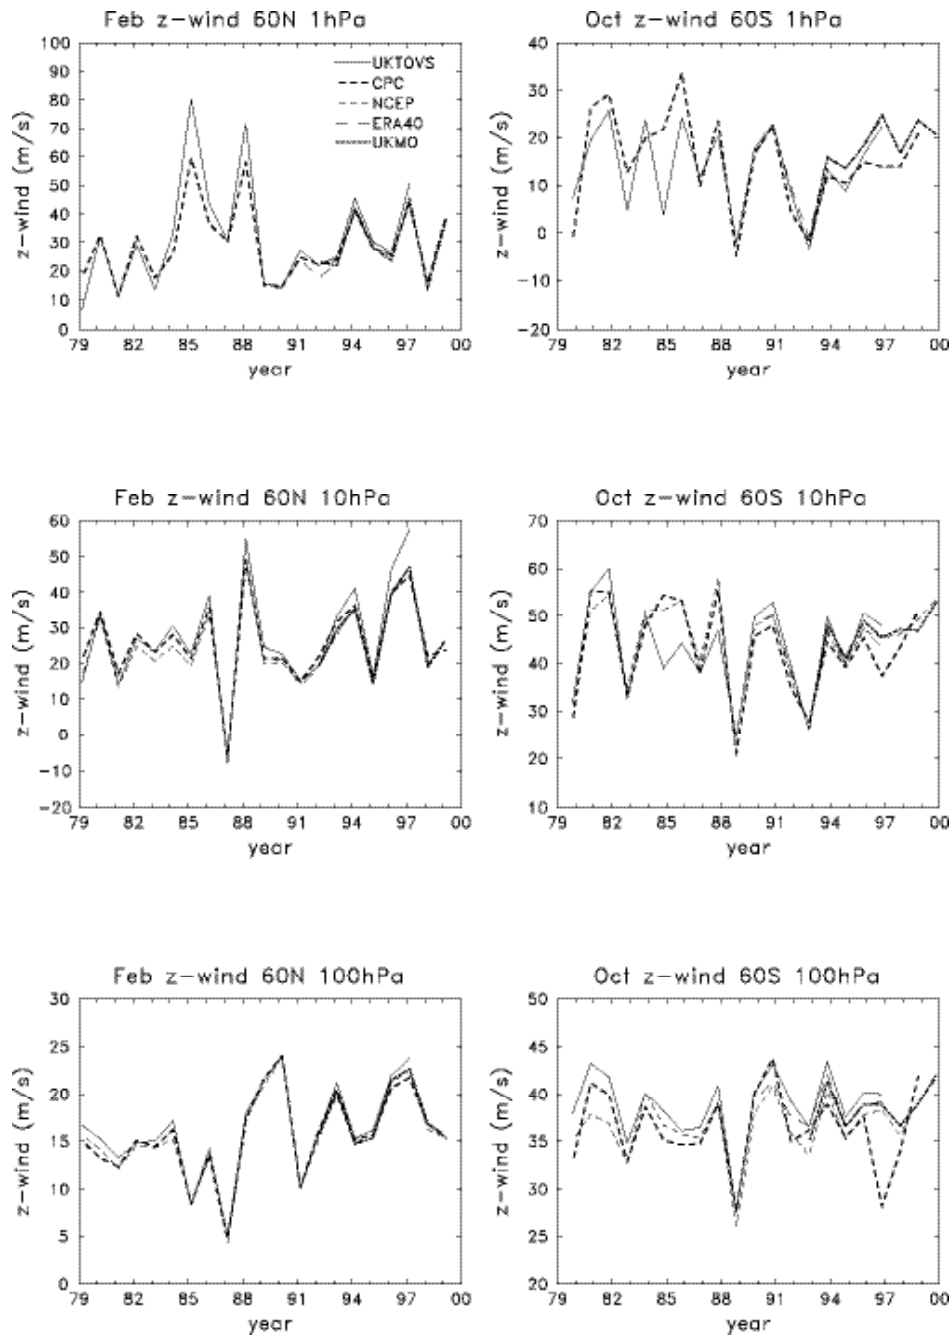 Feb z-wind 60N 1hPa
100
90
80
70
60
50
40
30
20
10
0
z-wind (m/s)
UKTOVS
CPC
NCEP
ERA40
UKMO
79 82 85 88 91 94 97 00
year
Oct z-wind 60S 1hPa
40
30
20
10
0
-10
-20
z-wind (m/s)
79 82 85 88 91 94 97 00
year
Feb z-wind 60N 10hPa
60
50
40
30
20
10
0
-10
-20
z-wind (m/s)
79 82 85 88 91 94 97 00
year
Oct z-wind 60S 10hPa
70
60
50
40
30
20
10
z-wind (m/s)
79 82 85 88 91 94 97 00
year
Feb z-wind 60N 100hPa
30
25
20
15
10
5
0
z-wind (m/s)
79 82 85 88 91 94 97 00
year
Oct z-wind 60S 100hPa
50
45
40
35
30
25
20
z-wind (m/s)
79 82 85 88 91 94 97 00
year